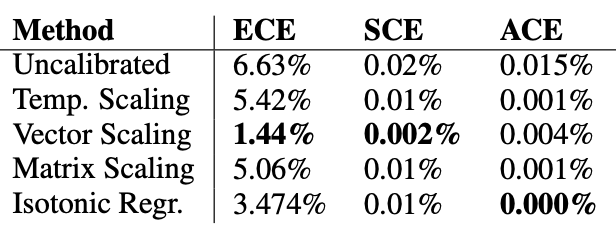 Method ECE SCE ACE
Uncalibrated 6.63% 0.02% 0.015%
Temp. Scaling 5.42% 0.01% 0.001%
Vector Scaling 1.44% 0.002% 0.004%
Matrix Scaling 5.06% 0.01% 0.001%
Isotonic Regr. 3.474% 0.01% 0.000%